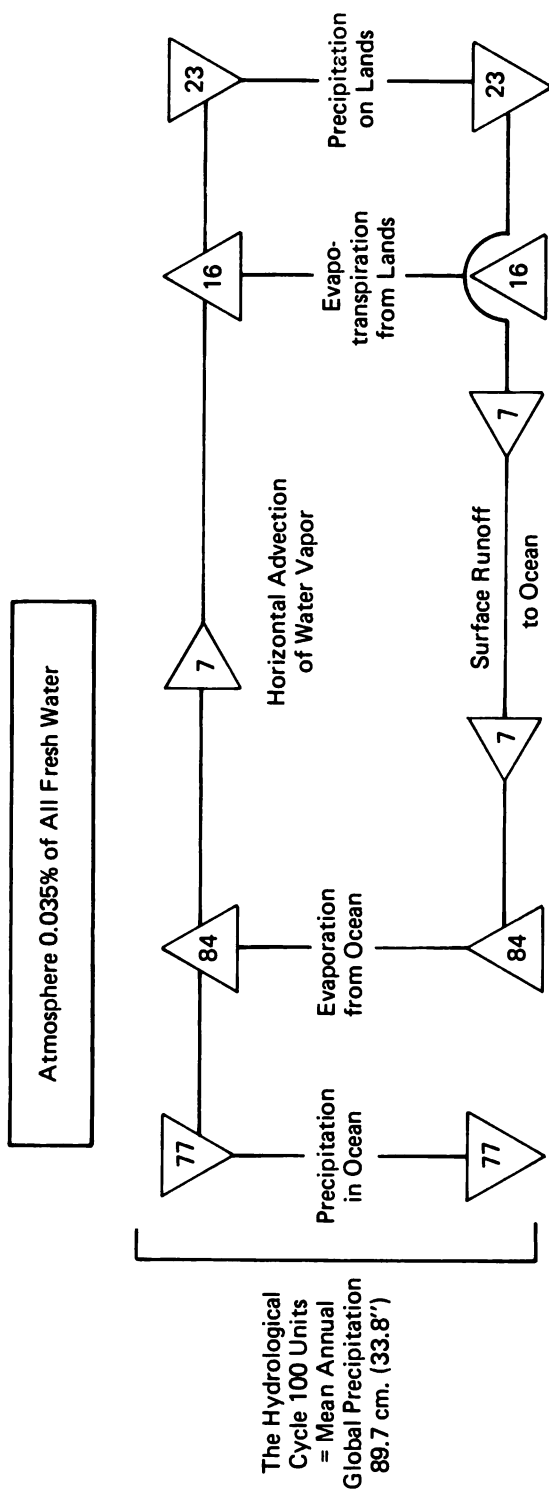 Atmosphere 0.035% of All Fresh Water
The Hydrological
Cycle 100 Units
= Mean Annual
Global Precipitation
89.7 cm. (33.8")
77
84
7
16
23
Precipitation
in Ocean
Evaporation
from Ocean
Horizontal Advection
of Water Vapor
Evapo-
transpiration
from Lands
Precipitation
on Lands
77
84
7
Surface Runoff
to Ocean
7
16
23